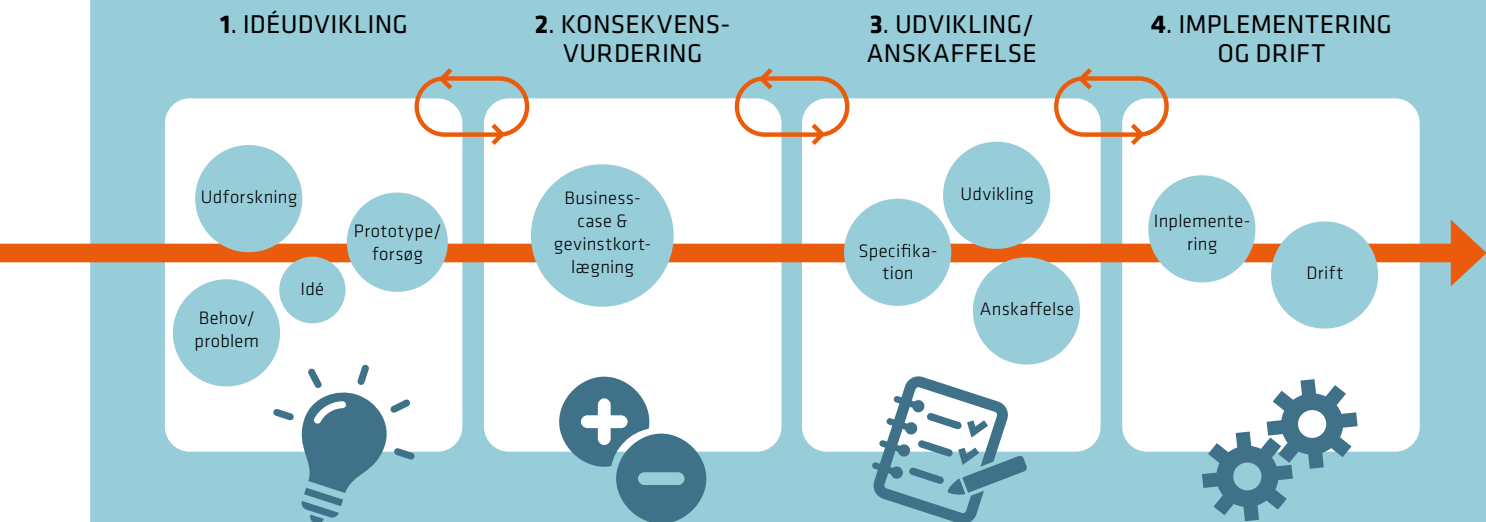 1. IDÉUDVIKLING
2. KONSEKVENS-
VURDERING
3. UDVIKLING/
ANSKAFFELSE
4. IMPLEMENTERING
OG DRIFT
Udforskning
Prototype/
forsøg
Idé
Behov/
problem
Business-
case &
gevinstkort-
lægning
Udvikling
Specifika-
tion
Anskaffelse
Inplemente-
ring
Drift